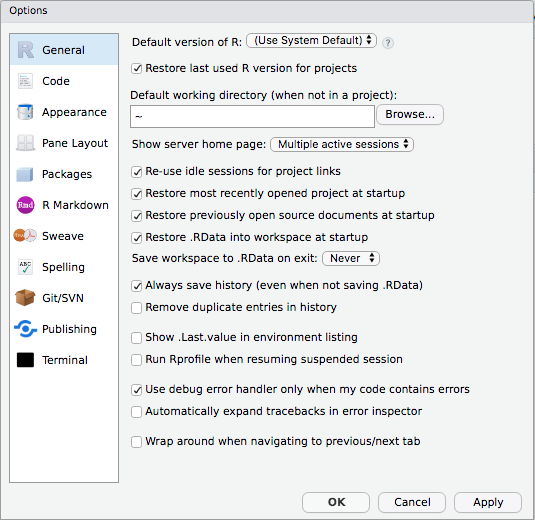 Options
General
Code
Appearance
Pane Layout
Packages
R Markdown
Sweave
Spelling
Git/SVN
Publishing
Terminal
R
Rmd
ABC
Default version of R: (Use System Default) ?
Restore last used R version for projects
Default working directory (when not in a project):
~ Browse...
Show server home page: Multiple active sessions
Re-use idle sessions for project links
Restore most recently opened project at startup
Restore previously open source documents at startup
Restore .RData into workspace at startup
Save workspace to .RData on exit: Never
Always save history (even when not saving .RData)
Remove duplicate entries in history
Show .Last.value in environment listing
Run Rprofile when resuming suspended session
Use debug error handler only when my code contains errors
Automatically expand tracebacks in error inspector
Wrap around when navigating to previous/next tab
OK Cancel Apply